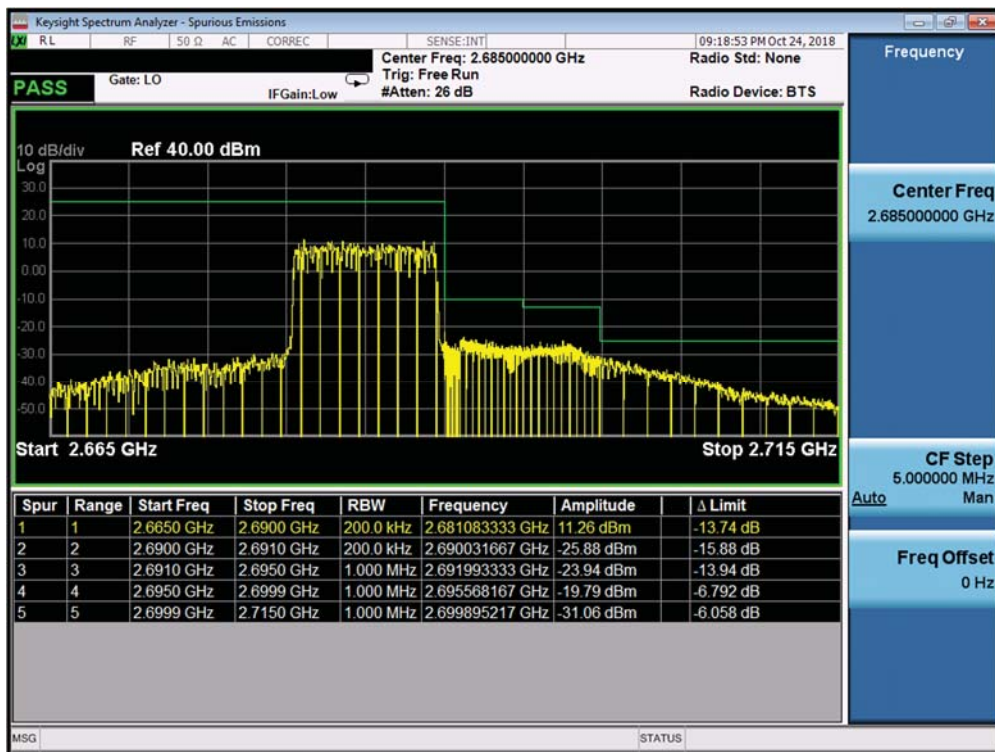 Keysight Spectrum Analyzer - Spurious Emissions
LXI RL RF 50 Ω AC CORREC SENSE:INT 09:18:53 PM Oct 24, 2018
Center Freq: 2.685000000 GHz Radio Std: None
PASS Gate: LO Trig: Free Run
IFGain:Low #Atten: 26 dB Radio Device: BTS
10 dB/div Ref 40.00 dBm
Log
30.0
20.0
10.0
0.00
-10.0
-20.0
-30.0
-40.0
-50.0
Start 2.665 GHz Stop 2.715 GHz
Spur Range Start Freq Stop Freq RBW Frequency Amplitude Δ Limit
1 1 2.6650 GHz 2.6900 GHz 200.0 kHz 2.681083333 GHz 11.26 dBm -13.74 dB
2 2 2.6900 GHz 2.6910 GHz 200.0 kHz 2.690031667 GHz -25.88 dBm -15.88 dB
3 3 2.6910 GHz 2.6950 GHz 1.000 MHz 2.691993333 GHz -23.94 dBm -13.94 dB
4 4 2.6950 GHz 2.6999 GHz 1.000 MHz 2.695568167 GHz -19.79 dBm -6.792 dB
5 5 2.6999 GHz 2.7150 GHz 1.000 MHz 2.699895217 GHz -31.06 dBm -6.058 dB
MSG STATUS
Frequency
Center Freq
2.685000000 GHz
CF Step
5.000000 MHz
Auto Man
Freq Offset
0 Hz